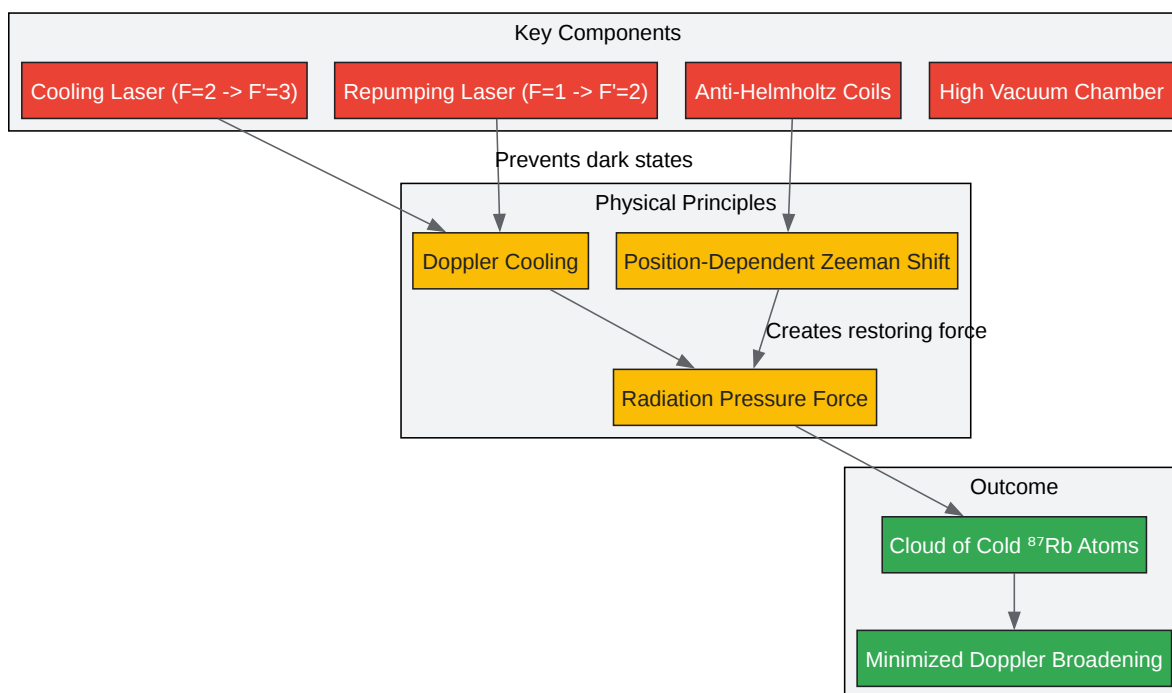 Key Components
Cooling Laser (F=2 -> F'=3)
Repumping Laser (F=1 -> F'=2)
Anti-Helmholtz Coils
High Vacuum Chamber
Prevents dark states
Physical Principles
Doppler Cooling
Position-Dependent Zeeman Shift
Creates restoring force
Radiation Pressure Force
Outcome
Cloud of Cold ⁸⁷Rb Atoms
Minimized Doppler Broadening